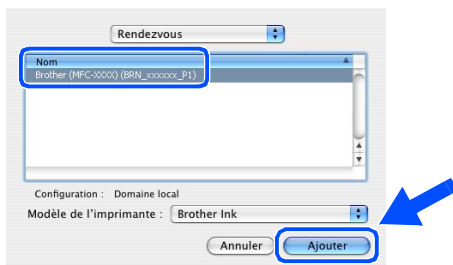 Rendezvous
Nom
Brother (MFC-XXXX) (BRN_xxxxxx_P1)
Configuration : Domaine local
Modèle de l'imprimante : Brother Ink
Annuler Ajouter